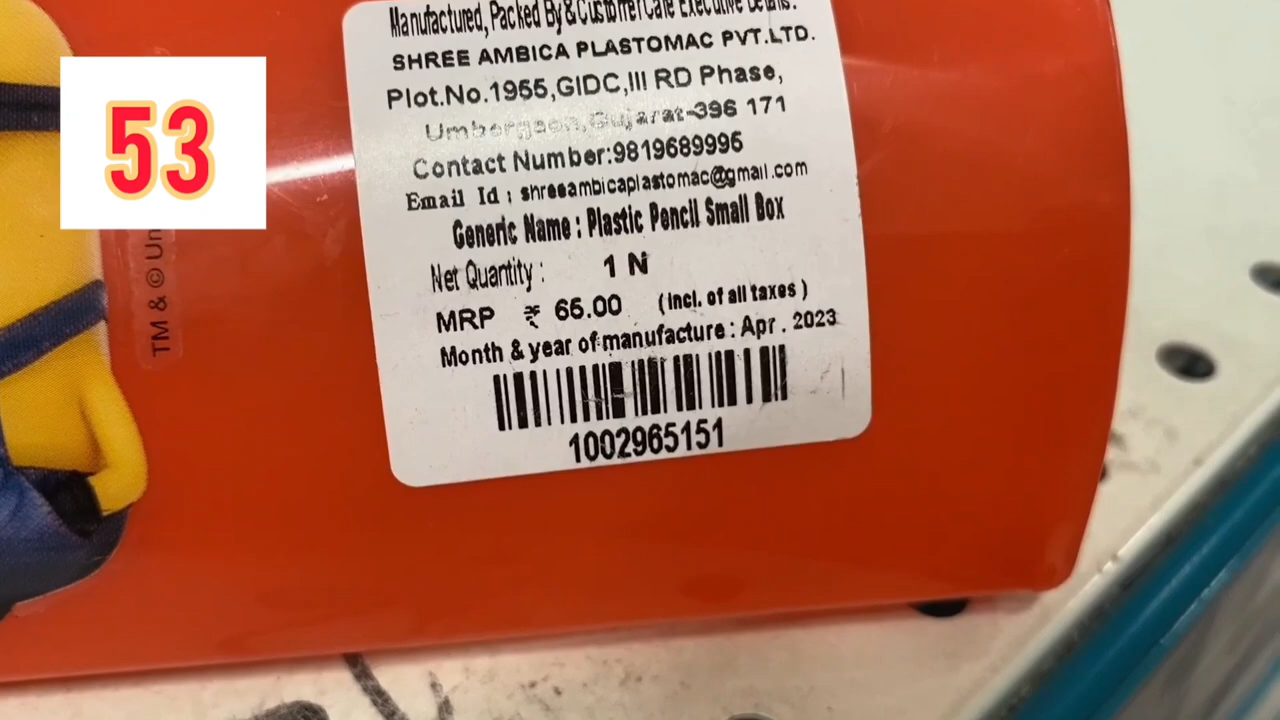 53
Manufactured, Packed By & Customer Care Executive Details:
SHREE AMBICA PLASTOMAC PVT.LTD.
Plot.No.1955,GIDC,III RD Phase,
Umbergaon,Gujarat-396 171
Contact Number:9819689995
Email Id : shreeambicaplastomac@gmail.com
Generic Name : Plastic Pencil Small Box
Net Quantity : 1 N
MRP ₹ 65.00 (Incl. of all taxes )
Month & year of manufacture : Apr . 2023
1002965151
TM & © Un